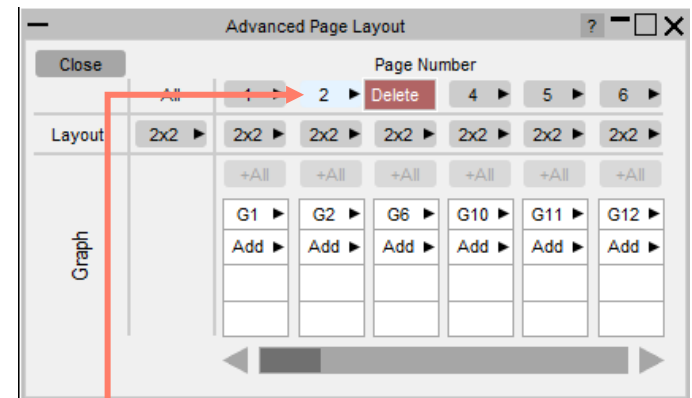 Advanced Page Layout ?
Close Page Number
All 1 2 Delete 4 5 6
Layout 2x2 2x2 2x2 2x2 2x2 2x2 2x2
+All +All +All +All +All +All
G1 G2 G6 G10 G11 G12
Graph
Add Add Add Add Add Add